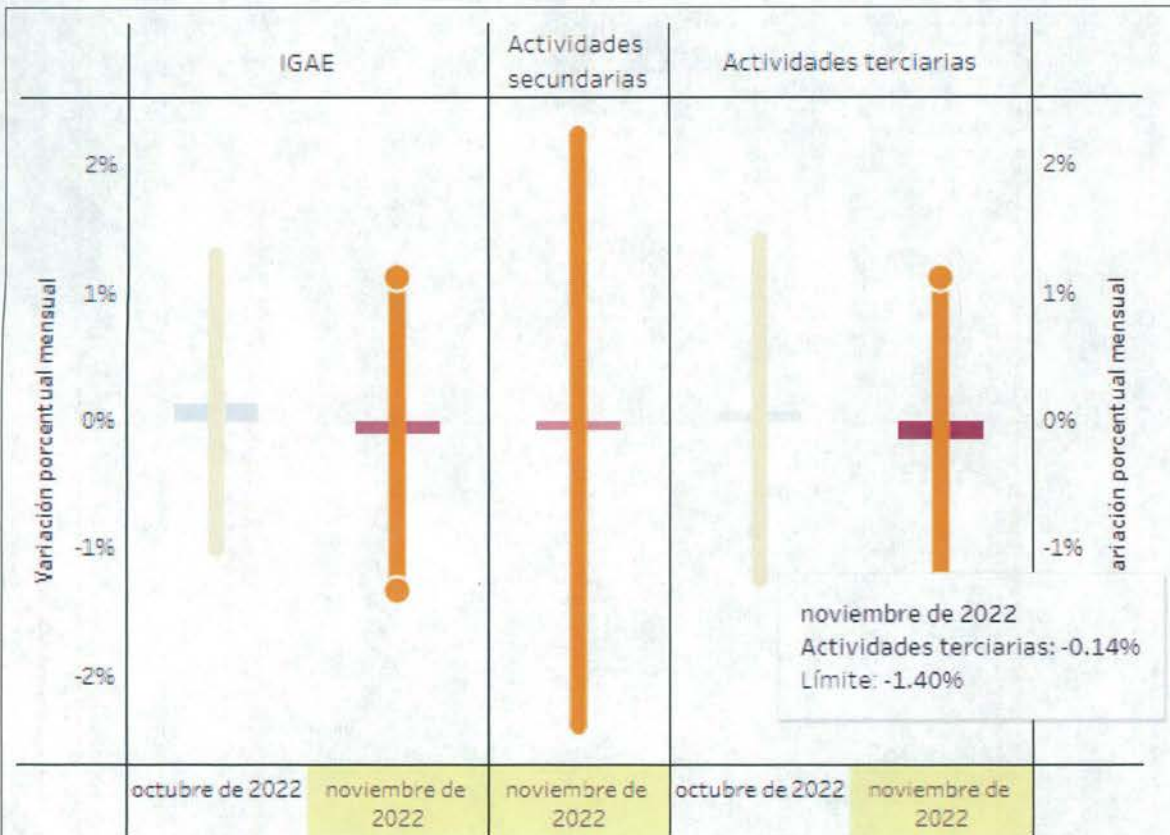 IGAE
Actividades
secundarias
Actividades terciarias
Variación porcentual mensual
2%
1%
0%
-1%
-2%
2%
1%
0%
-1%
ariación porcentual mensual
noviembre de 2022
Actividades terciarias: -0.14%
Límite: -1.40%
octubre de 2022
noviembre de
2022
noviembre de
2022
octubre de 2022
noviembre de
2022